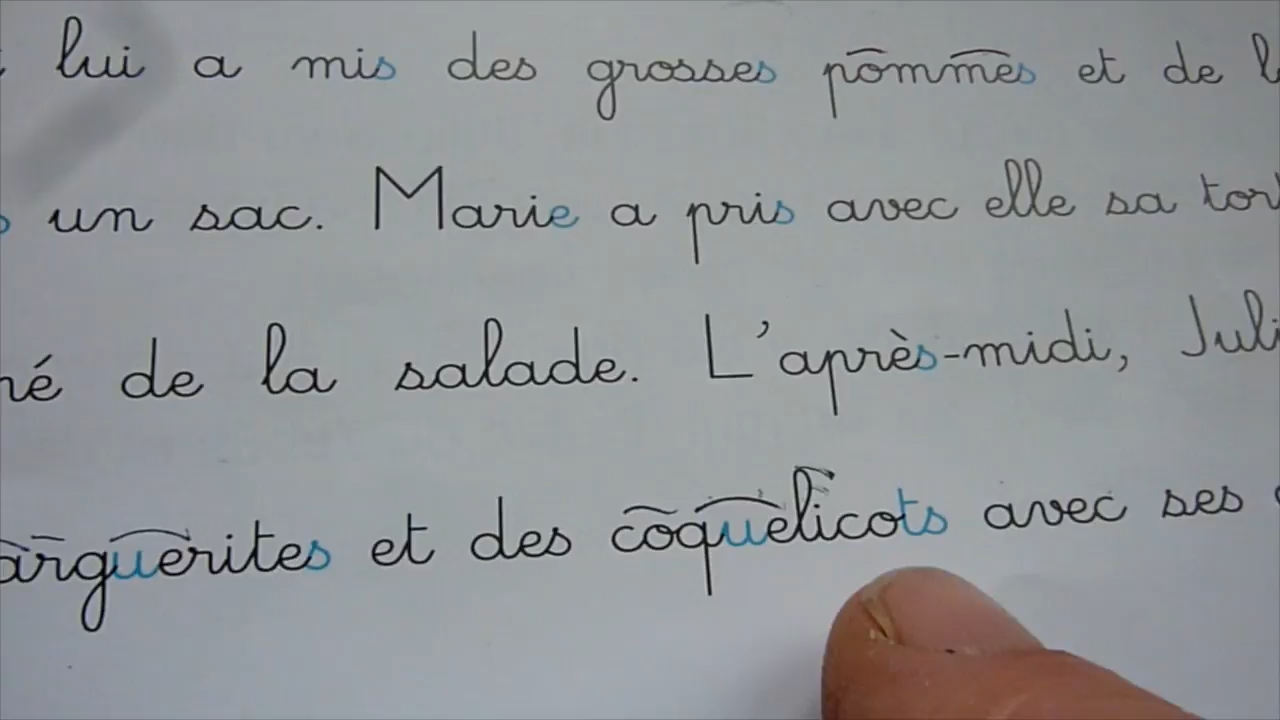 lui a mis des grosses pommes et de
un sac. Marie a pris avec elle sa
de la salade. L'après-midi,
et des coquelicots avec ses